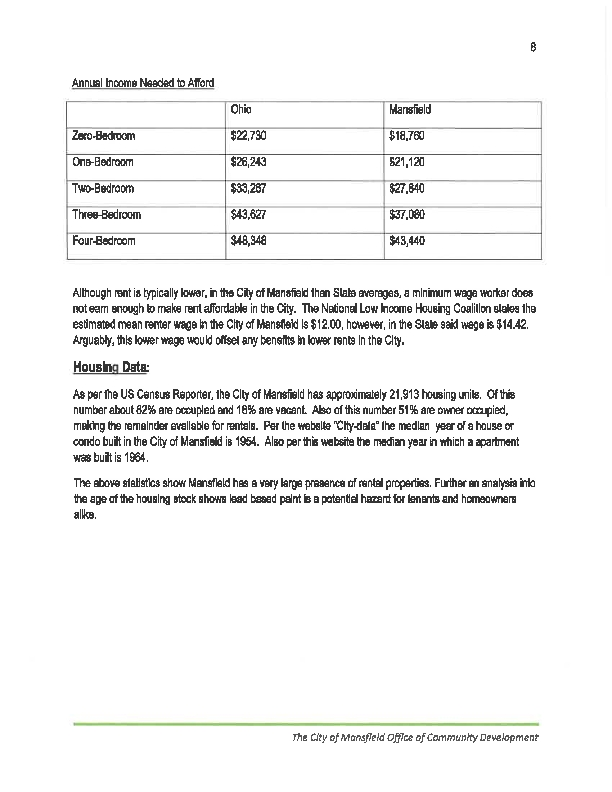 8
Annual Income Needed to Afford
Ohio Mansfield
Zero-Bedroom $22,730 $18,760
One-Bedroom $26,243 $21,120
Two-Bedroom $33,287 $27,840
Three-Bedroom $43,627 $37,080
Four-Bedroom $48,348 $43,440
Although rent is typically lower, in the City of Mansfield than State averages, a minimum wage worker does
not earn enough to make rent affordable in the City. The National Low Income Housing Coalition states the
estimated mean renter wage in the City of Mansfield is $12.00, however, in the State said wage is $14.42.
Arguably, this lower wage would offset any benefits in lower rents in the City.
Housing Data:
As per the US Census Reporter, the City of Mansfield has approximately 21,913 housing units. Of this
number about 82% are occupied and 18% are vacant. Also of this number 51% are owner occupied,
making the remainder available for rentals. Per the website "City-data" the median year of a house or
condo built in the City of Mansfield is 1954. Also per this website the median year in which a apartment
was built is 1964.
The above statistics show Mansfield has a very large presence of rental properties. Further an analysis into
the age of the housing stock shows lead based paint is a potential hazard for tenants and homeowners
alike.
The City of Mansfield Office of Community Development